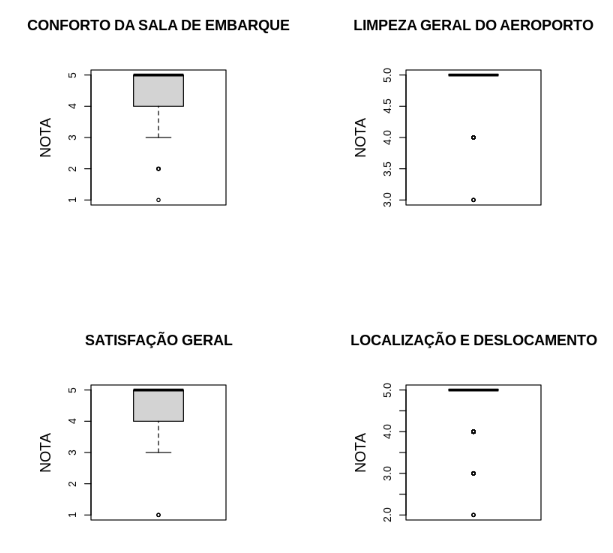 CONFORTO DA SALA DE EMBARQUE
NOTA
5
4
3
2
1
LIMPEZA GERAL DO AEROPORTO
NOTA
5.0
4.5
4.0
3.5
3.0
SATISFAÇÃO GERAL
NOTA
5
4
3
2
1
LOCALIZAÇÃO E DESLOCAMENTO
NOTA
5.0
4.0
3.0
2.0